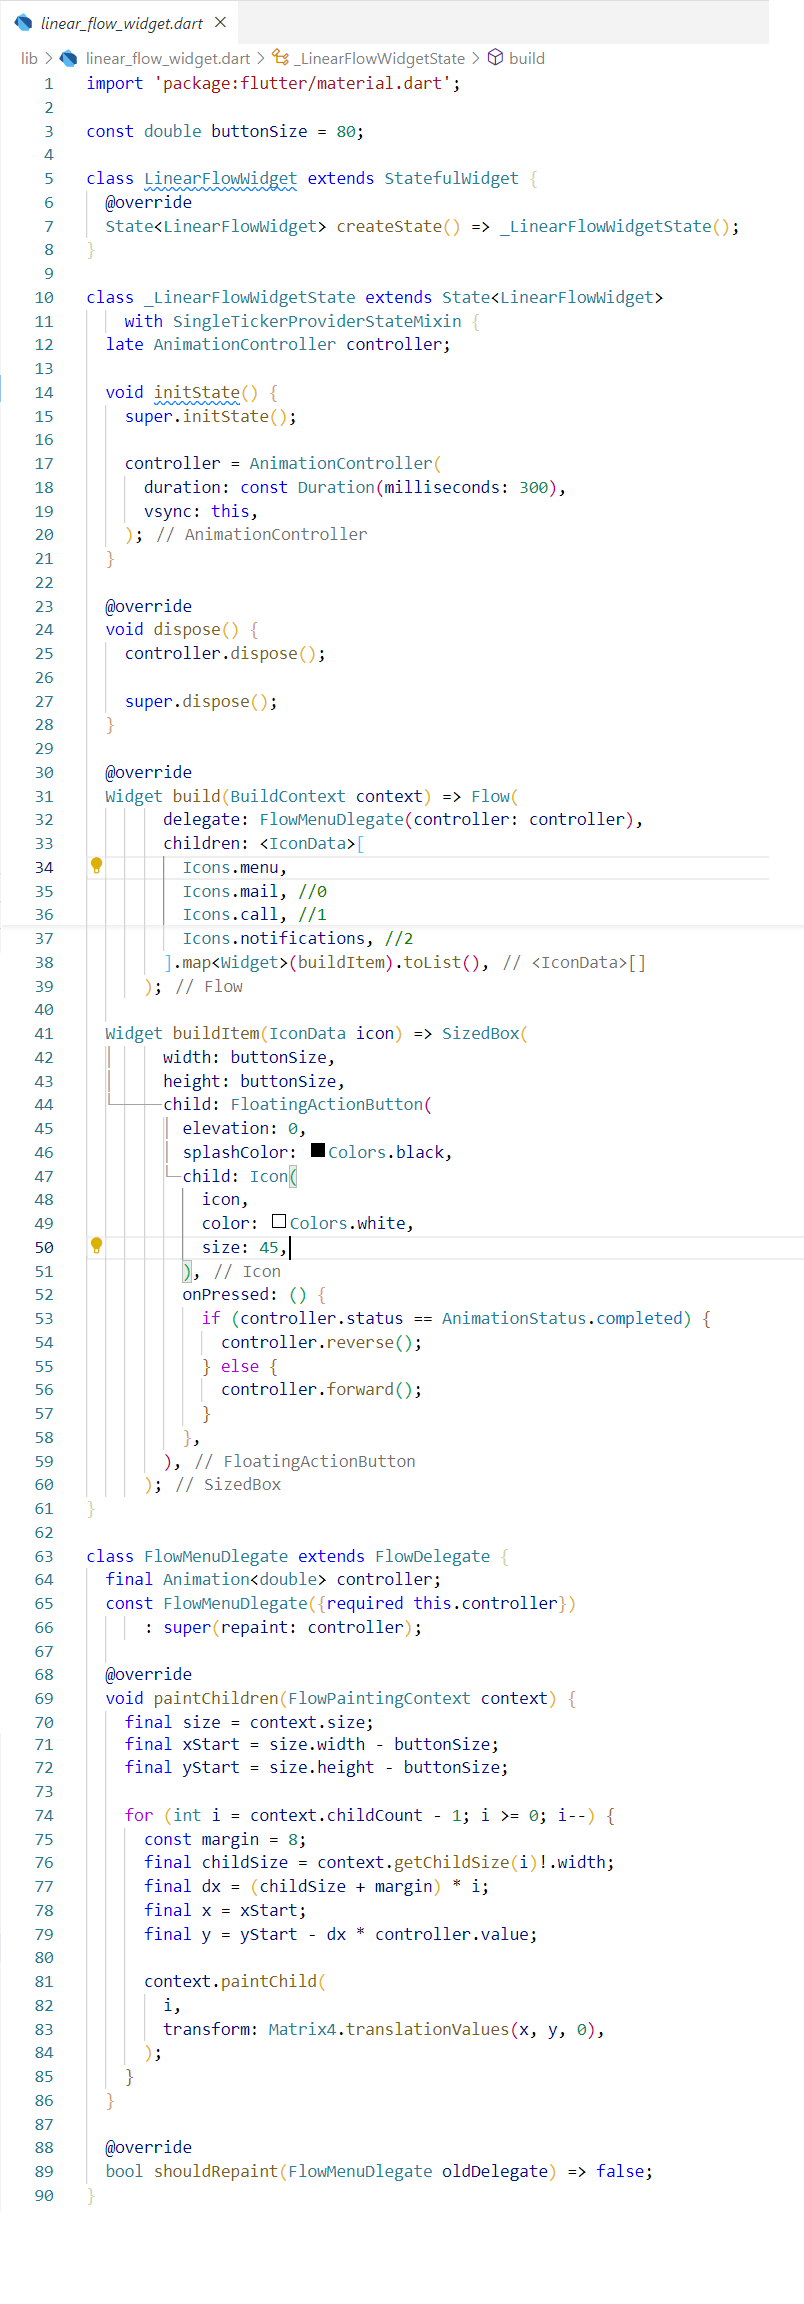 linear_flow_widget.dart ×
lib > linear_flow_widget.dart > _LinearFlowWidgetState > build
1 import 'package:flutter/material.dart';
2
3 const double buttonSize = 80;
4
5 class LinearFlowWidget extends StatefulWidget {
6   @override
7   State<LinearFlowWidget> createState() => _LinearFlowWidgetState();
8 }
9
10 class _LinearFlowWidgetState extends State<LinearFlowWidget>
11     with SingleTickerProviderStateMixin {
12   late AnimationController controller;
13
14   void initState() {
15     super.initState();
16
17     controller = AnimationController(
18       duration: const Duration(milliseconds: 300),
19       vsync: this,
20     ); // AnimationController
21   }
22
23   @override
24   void dispose() {
25     controller.dispose();
26
27     super.dispose();
28   }
29
30   @override
31   Widget build(BuildContext context) => Flow(
32         delegate: FlowMenuDlegate(controller: controller),
33         children: <IconData>[
34           Icons.menu,
35           Icons.mail, //0
36           Icons.call, //1
37           Icons.notifications, //2
38         ].map<Widget>(buildItem).toList(), // <IconData>[]
39       ); // Flow
40
41   Widget buildItem(IconData icon) => SizedBox(
42         width: buttonSize,
43         height: buttonSize,
44         child: FloatingActionButton(
45           elevation: 0,
46           splashColor: Colors.black,
47           child: Icon(
48             icon,
49             color: Colors.white,
50             size: 45,
51           ), // Icon
52           onPressed: () {
53             if (controller.status == AnimationStatus.completed) {
54               controller.reverse();
55             } else {
56               controller.forward();
57             }
58           },
59         ), // FloatingActionButton
60       ); // SizedBox
61 }
62
63 class FlowMenuDlegate extends FlowDelegate {
64   final Animation<double> controller;
65   const FlowMenuDlegate({required this.controller})
66       : super(repaint: controller);
67
68   @override
69   void paintChildren(FlowPaintingContext context) {
70     final size = context.size;
71     final xStart = size.width - buttonSize;
72     final yStart = size.height - buttonSize;
73
74     for (int i = context.childCount - 1; i >= 0; i--) {
75       const margin = 8;
76       final childSize = context.getChildSize(i)!.width;
77       final dx = (childSize + margin) * i;
78       final x = xStart;
79       final y = yStart - dx * controller.value;
80
81       context.paintChild(
82         i,
83         transform: Matrix4.translationValues(x, y, 0),
84       );
85     }
86   }
87
88   @override
89   bool shouldRepaint(FlowMenuDlegate oldDelegate) => false;
90 }